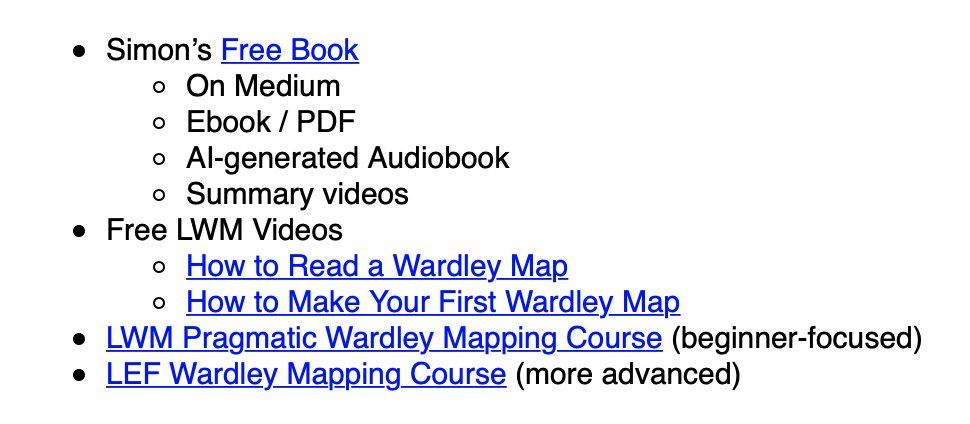 • Simon’s Free Book
◦ On Medium
◦ Ebook / PDF
◦ AI-generated Audiobook
◦ Summary videos
• Free LWM Videos
◦ How to Read a Wardley Map
◦ How to Make Your First Wardley Map
• LWM Pragmatic Wardley Mapping Course (beginner-focused)
• LEF Wardley Mapping Course (more advanced)